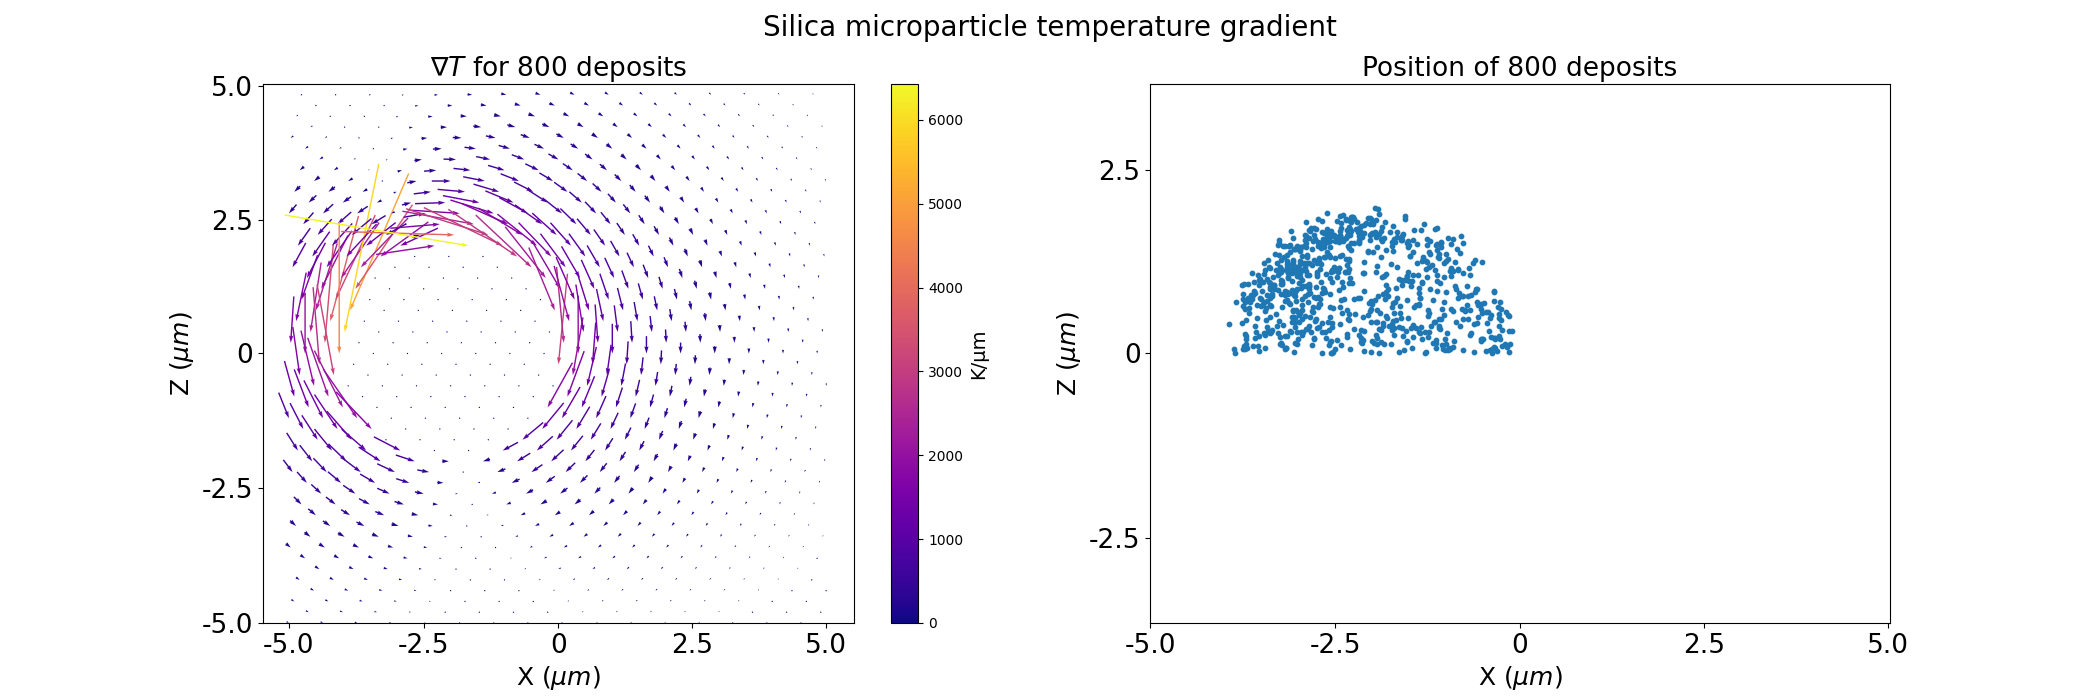 Silica microparticle temperature gradient
∇T for 800 deposits
5.0
2.5
0
-2.5
-5.0
Z (μm)
-5.0 -2.5 0 2.5 5.0
X (μm)
6000
5000
4000
3000
2000
1000
0
K/μm
Position of 800 deposits
2.5
0
-2.5
Z (μm)
-5.0 -2.5 0 2.5 5.0
X (μm)